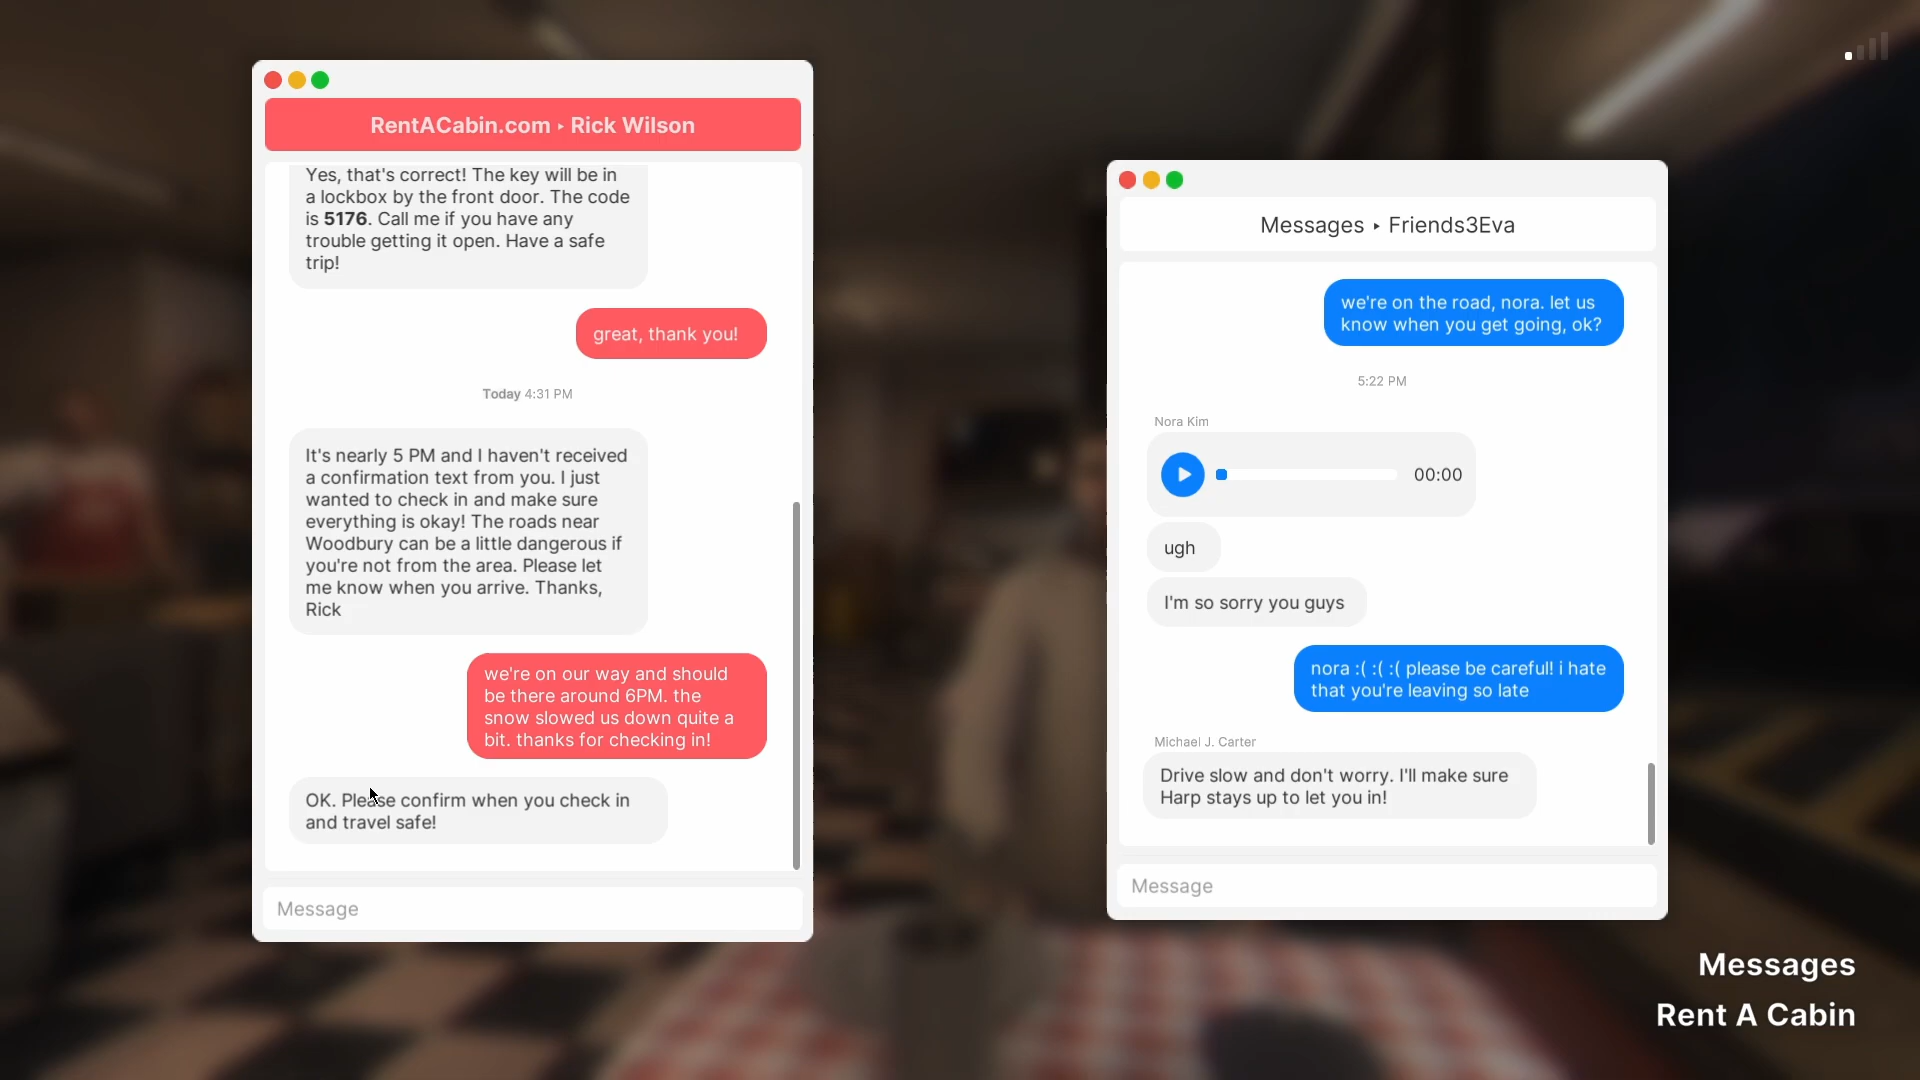 RentACabin.com ▸ Rick Wilson
Yes, that's correct! The key will be in
a lockbox by the front door. The code
is 5176. Call me if you have any
trouble getting it open. Have a safe
trip!
great, thank you!
Today 4:31 PM
It's nearly 5 PM and I haven't received
a confirmation text from you. I just
wanted to check in and make sure
everything is okay! The roads near
Woodbury can be a little dangerous if
you're not from the area. Please let
me know when you arrive. Thanks,
Rick
we're on our way and should
be there around 6PM. the
snow slowed us down quite a
bit. thanks for checking in!
OK. Please confirm when you check in
and travel safe!
Message
Messages ▸ Friends3Eva
we're on the road, nora. let us
know when you get going, ok?
5:22 PM
Nora Kim
00:00
ugh
I'm so sorry you guys
nora :( :( :( please be careful! i hate
that you're leaving so late
Michael J. Carter
Drive slow and don't worry. I'll make sure
Harp stays up to let you in!
Message
Messages
Rent A Cabin